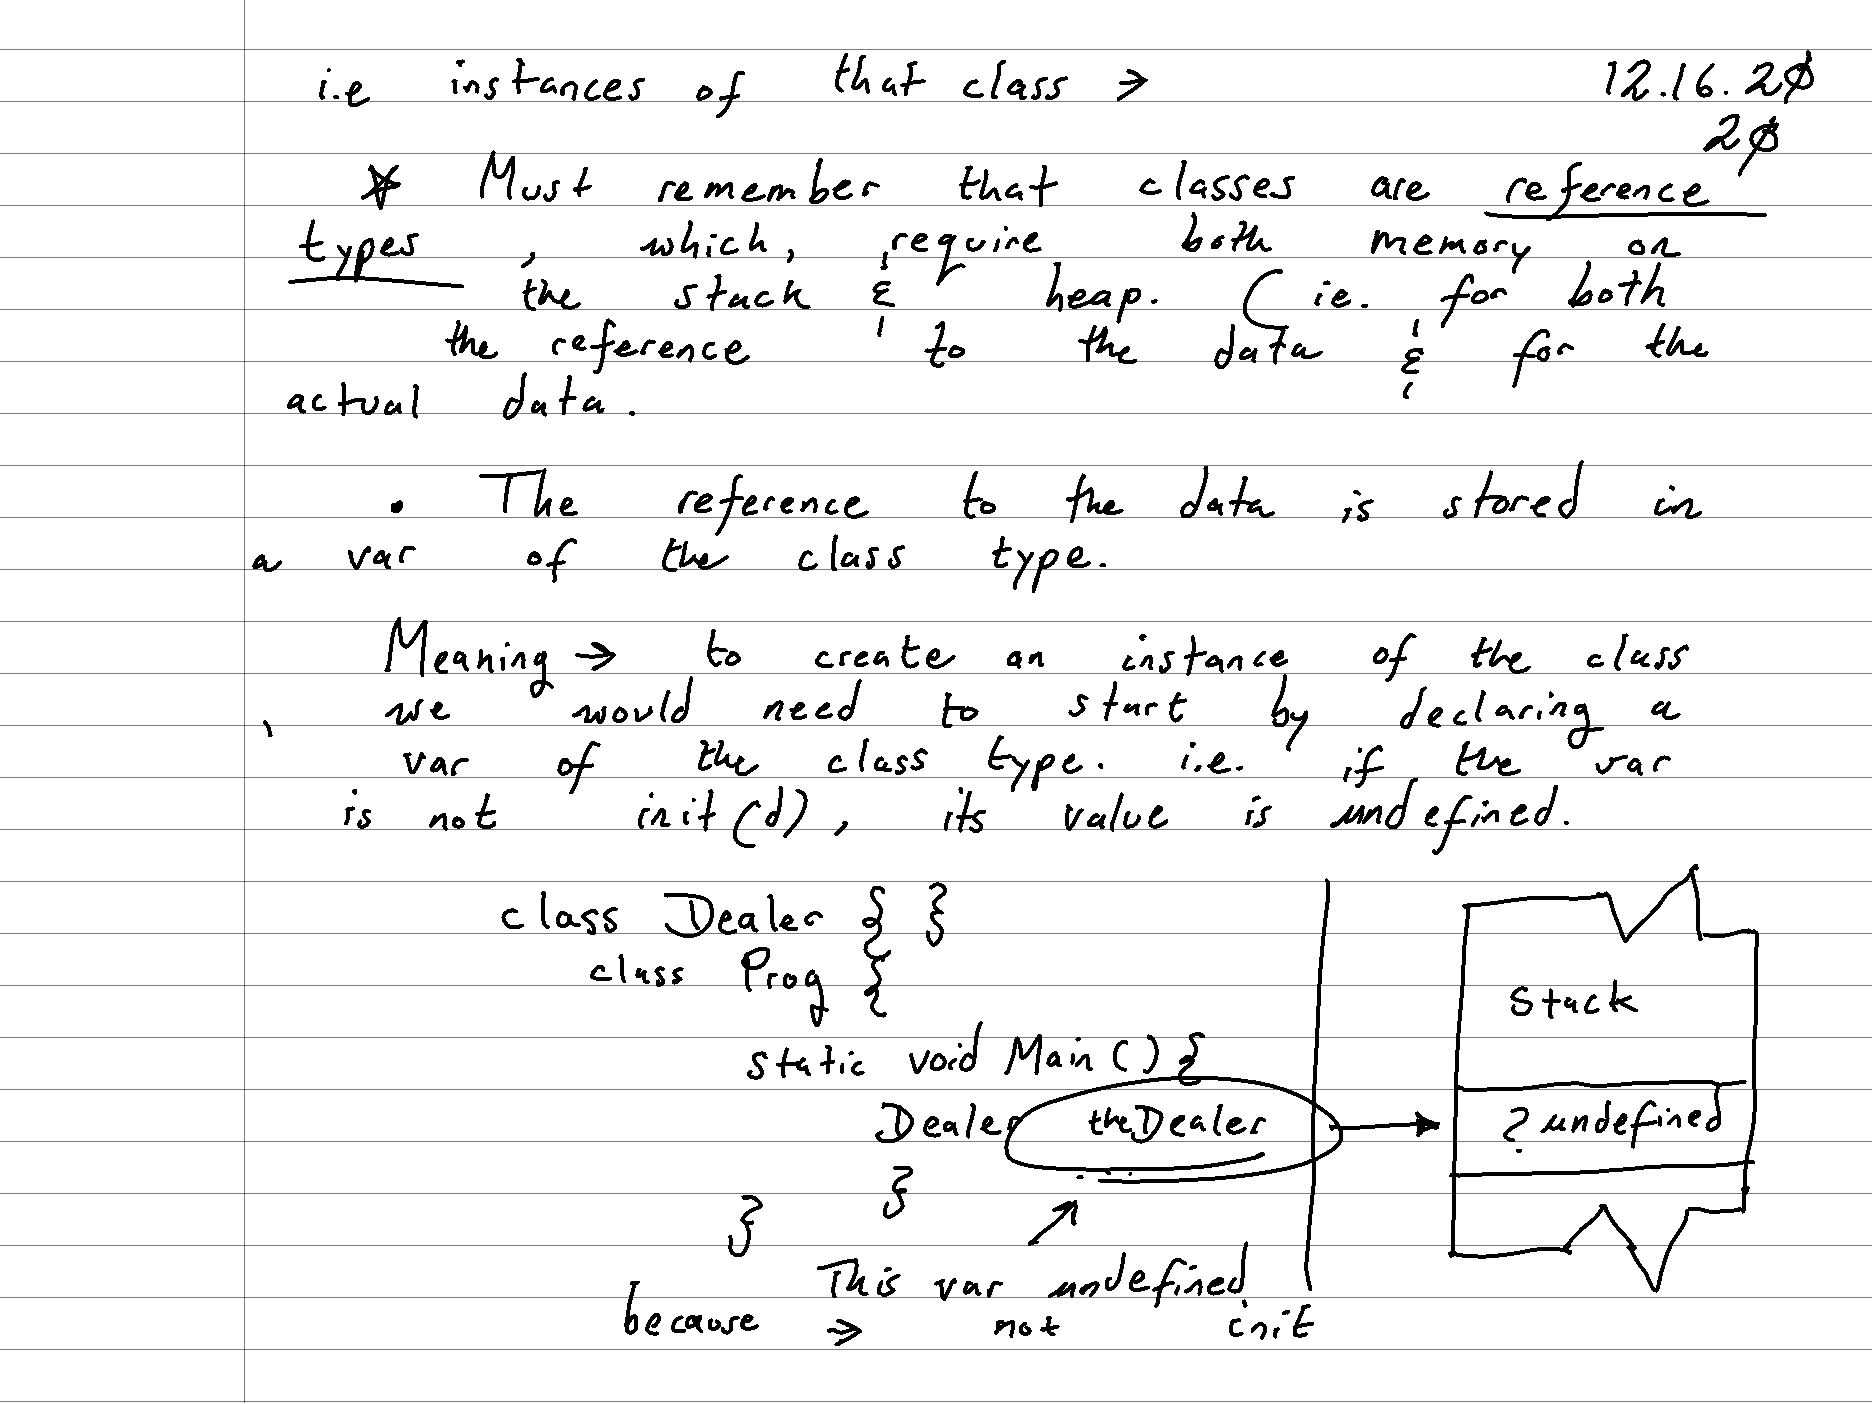 i.e instances of that class → 12.16.20
20
* Must remember that classes are reference
types, which, require both memory on
the stack & heap. (ie. for both
the reference to the data & for the
actual data.
• The reference to the data is stored in
a var of the class type.
Meaning → to create an instance of the class
we would need to start by declaring a
var of the class type. i.e. if the var
is not init(d), its value is undefined.
class Dealer { }
class Prog {
static void Main () {
Dealer theDealer
}
}
This var undefined
because → not init
Stack
? undefined